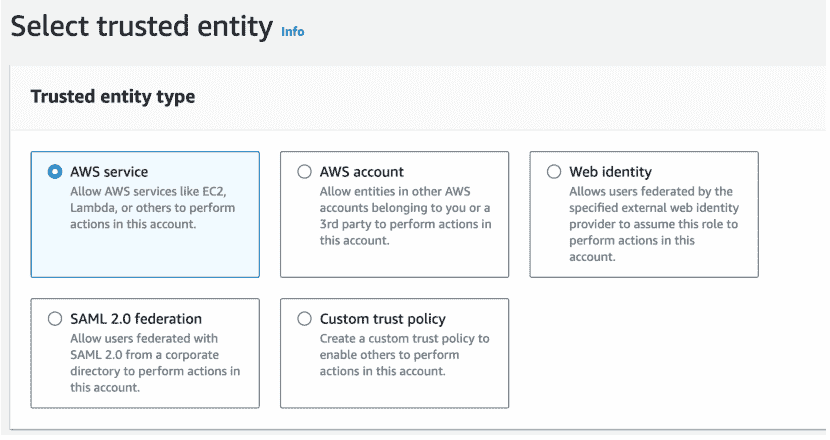 Select trusted entity Info
Trusted entity type
AWS service
Allow AWS services like EC2,
Lambda, or others to perform
actions in this account.
AWS account
Allow entities in other AWS
accounts belonging to you or a
3rd party to perform actions in
this account.
Web identity
Allows users federated by the
specified external web identity
provider to assume this role to
perform actions in this
account.
SAML 2.0 federation
Allow users federated with
SAML 2.0 from a corporate
directory to perform actions in
this account.
Custom trust policy
Create a custom trust policy to
enable others to perform
actions in this account.